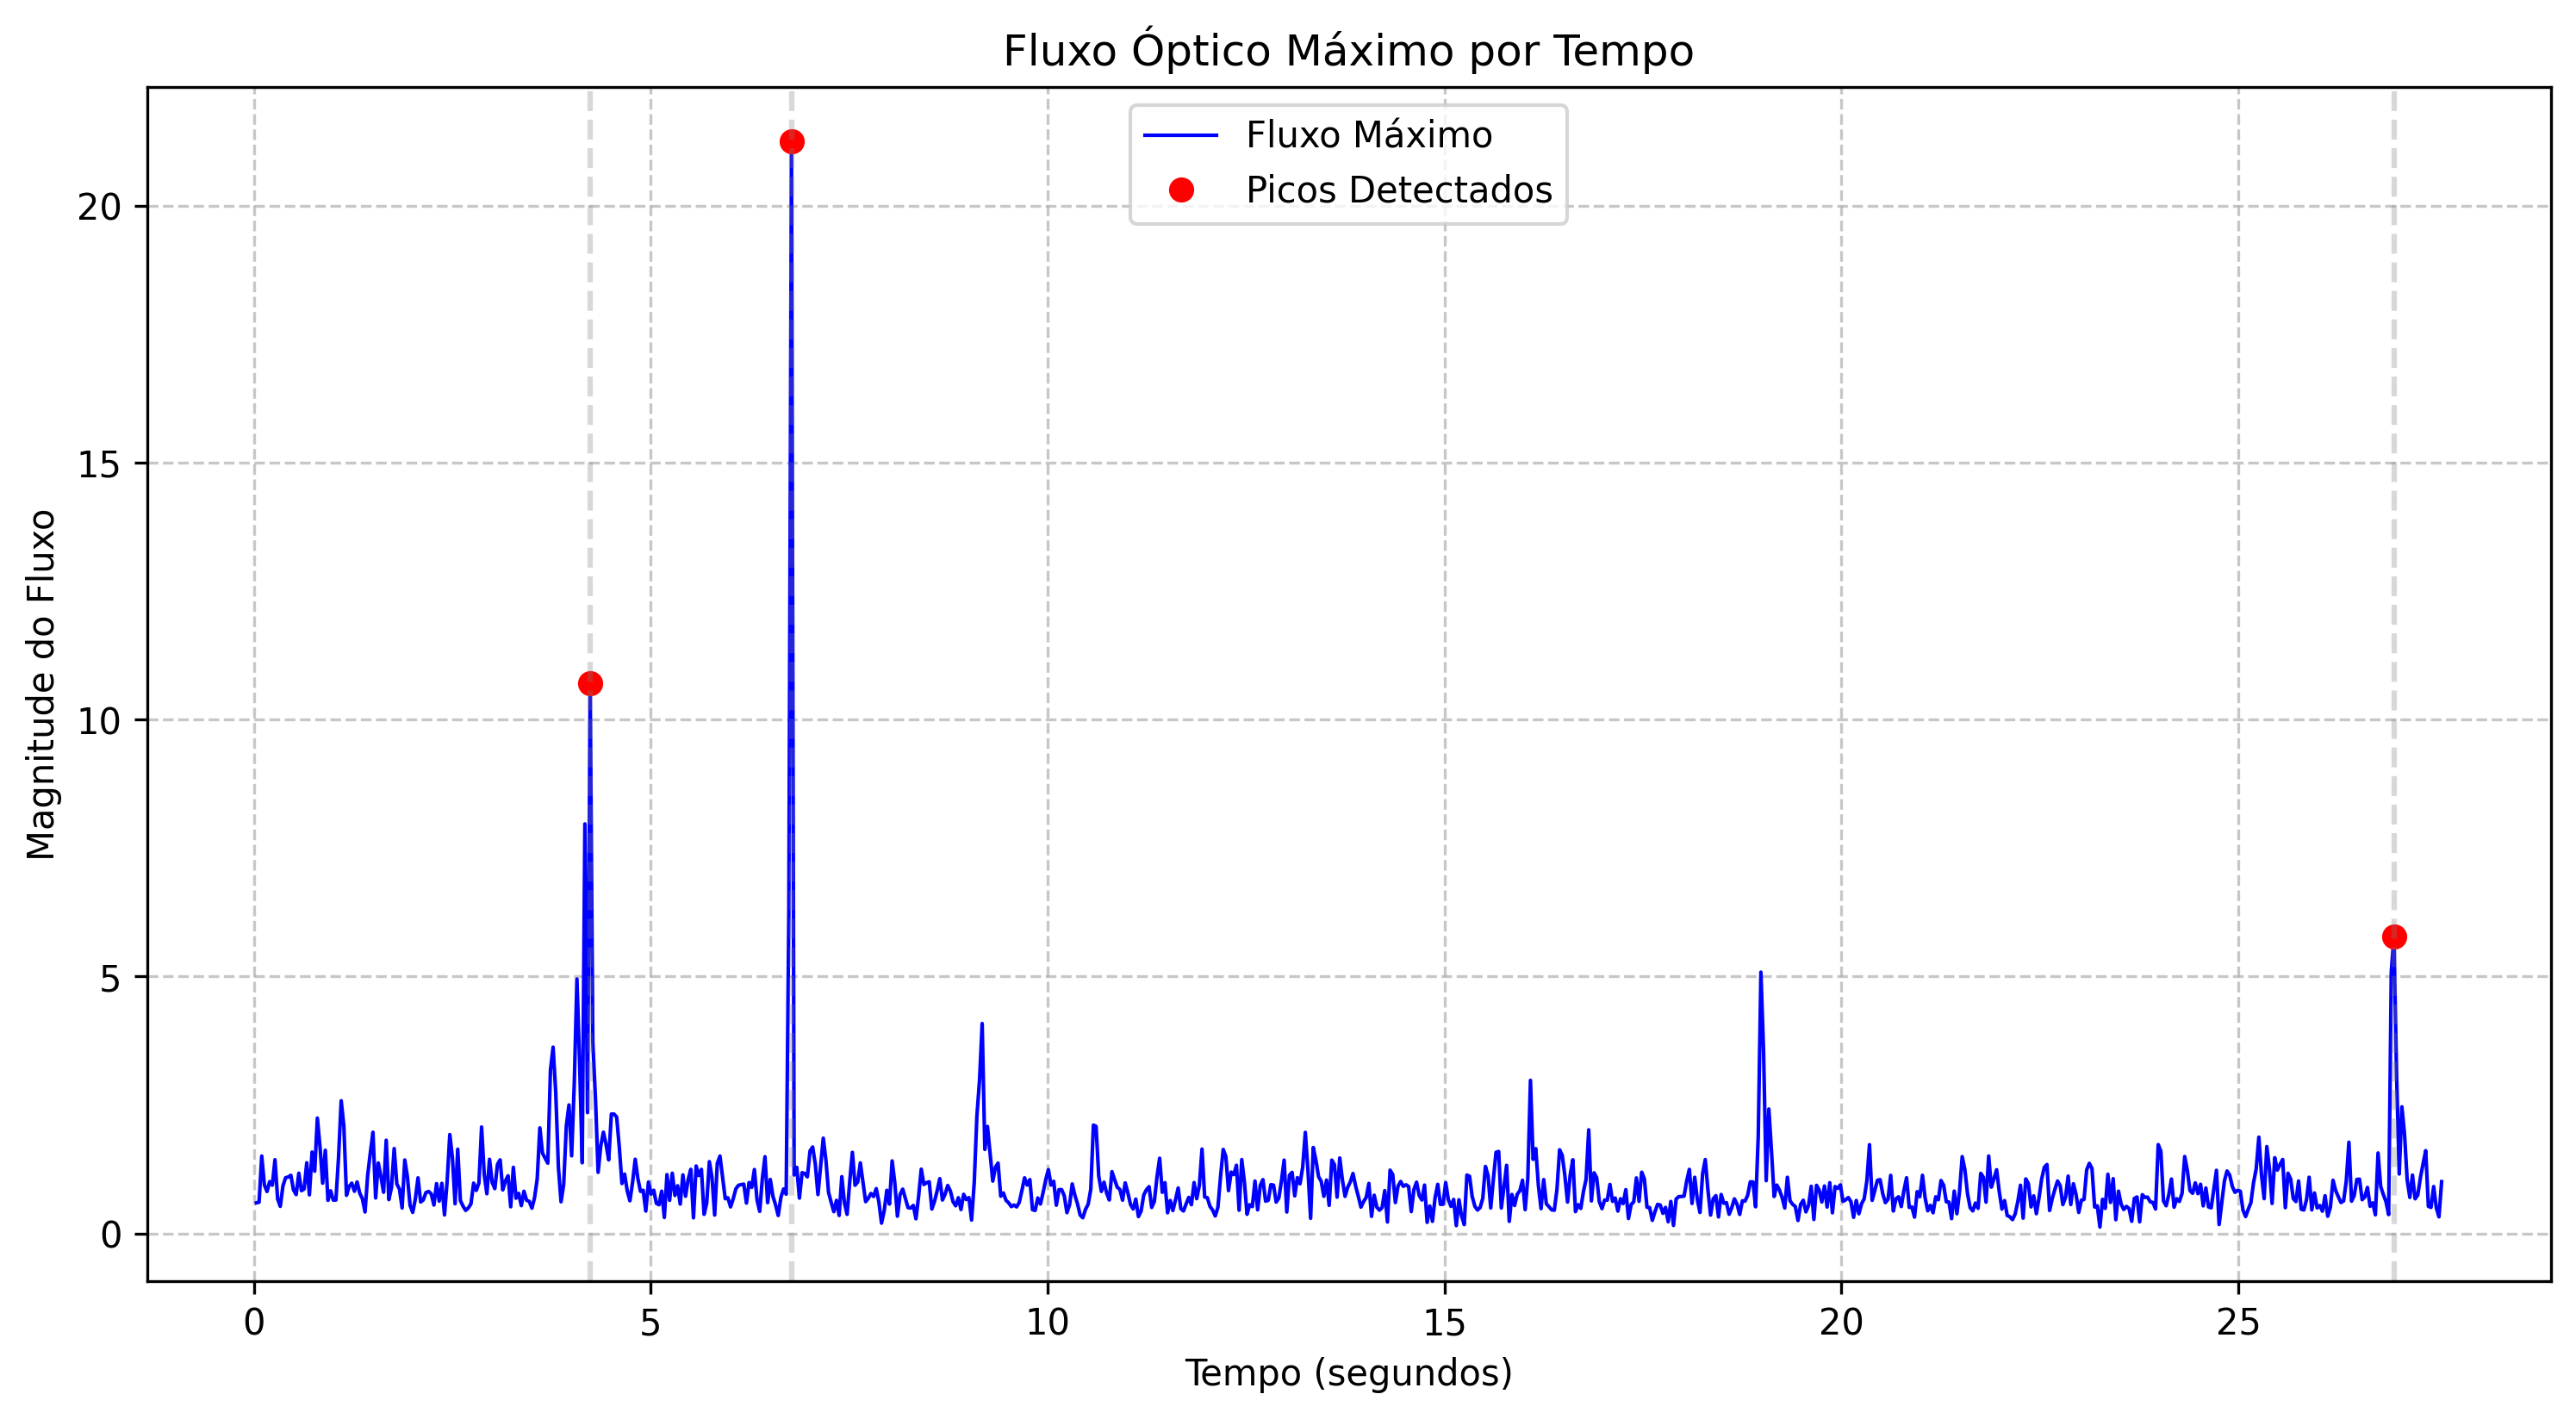 Fluxo Óptico Máximo por Tempo
Fluxo Máximo
Picos Detectados
Magnitude do Fluxo
20
15
10
5
0
0 5 10 15 20 25
Tempo (segundos)